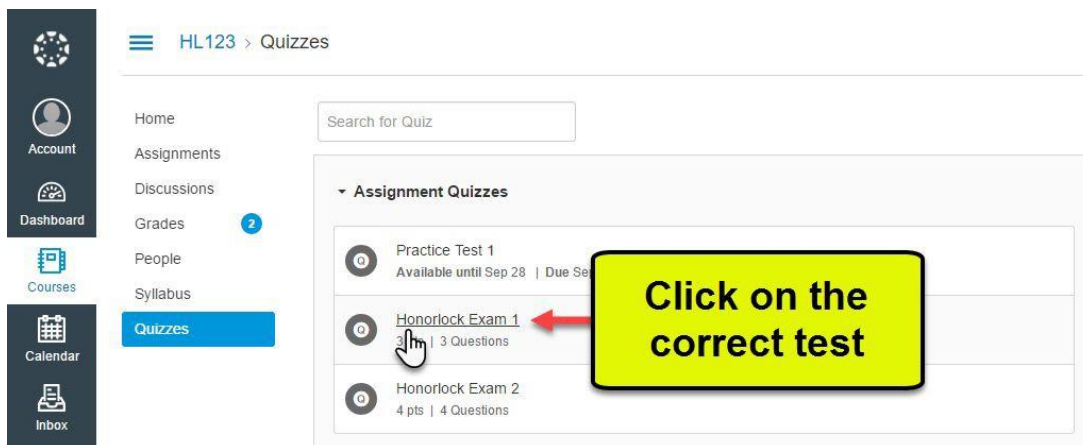 HL123 > Quizzes
Account
Dashboard
Courses
Calendar
Inbox
Home
Assignments
Discussions
Grades 2
People
Syllabus
Quizzes
Search for Quiz
Assignment Quizzes
Q
Practice Test 1
Available until Sep 28 | Due
Q
Honorlock Exam 1
| 3 Questions
Q
Honorlock Exam 2
4 pts | 4 Questions
Click on the
correct test